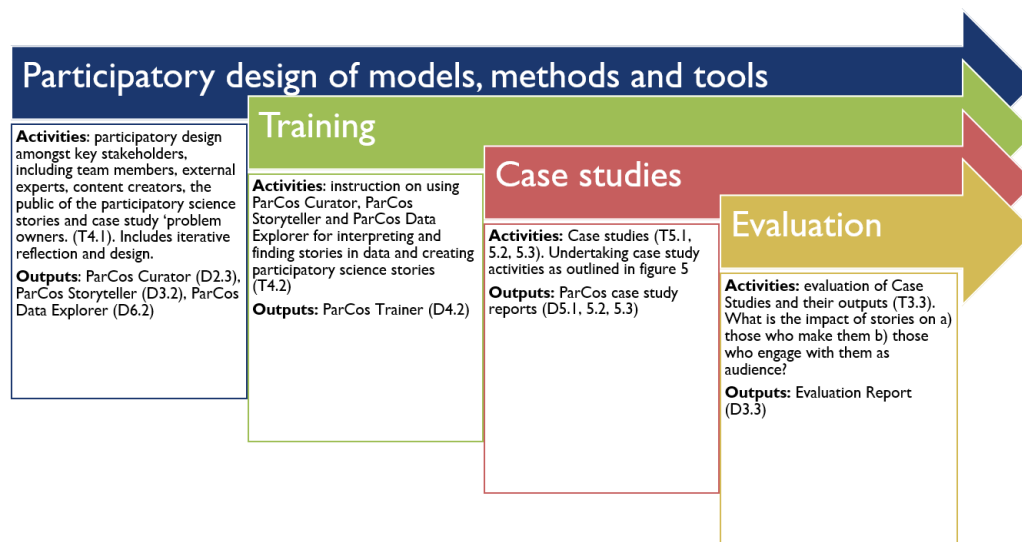 Participatory design of models, methods and tools
Activities: participatory design
amongst key stakeholders,
including team members, external
experts, content creators, the
public of the participatory science
stories and case study ‘problem
owners. (T4.1). Includes iterative
reflection and design.
Outputs: ParCos Curator (D2.3),
ParCos Storyteller (D3.2), ParCos
Data Explorer (D6.2)
Training
Activities: instruction on using
ParCos Curator, ParCos
Storyteller and ParCos Data
Explorer for interpreting and
finding stories in data and creating
participatory science stories
(T4.2)
Outputs: ParCos Trainer (D4.2)
Case studies
Activities: Case studies (T5.1,
5.2, 5.3). Undertaking case study
activities as outlined in figure 5
Outputs: ParCos case study
reports (D5.1, 5.2, 5.3)
Evaluation
Activities: evaluation of Case
Studies and their outputs (T3.3).
What is the impact of stories on a)
those who make them b) those
who engage with them as
audience?
Outputs: Evaluation Report
(D3.3)